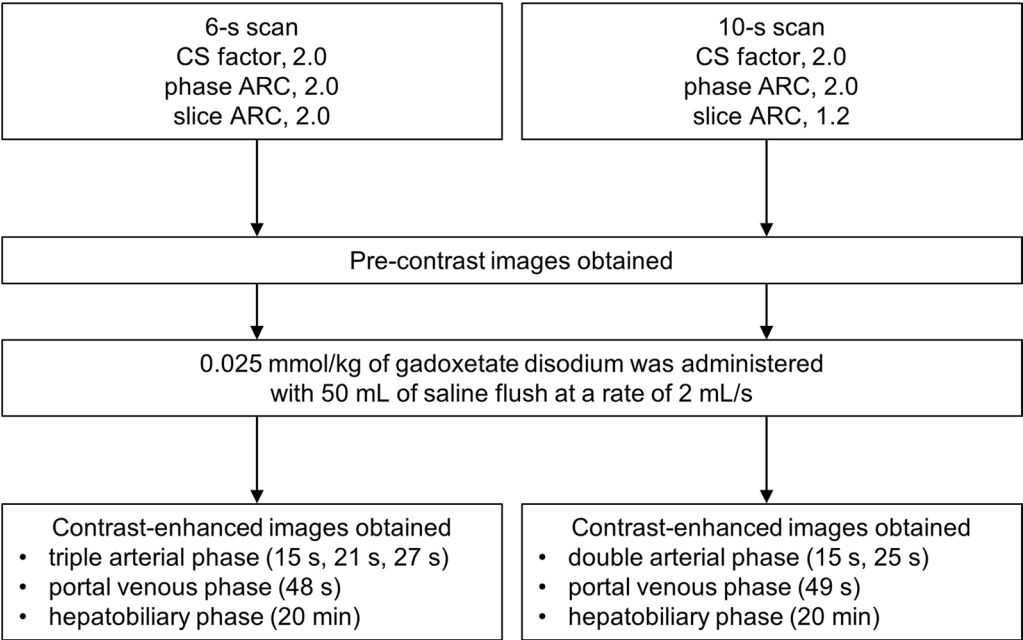 6-s scan
CS factor, 2.0
phase ARC, 2.0
slice ARC, 2.0
10-s scan
CS factor, 2.0
phase ARC, 2.0
slice ARC, 1.2
Pre-contrast images obtained
0.025 mmol/kg of gadoxetate disodium was administered
with 50 mL of saline flush at a rate of 2 mL/s
Contrast-enhanced images obtained
• triple arterial phase (15 s, 21 s, 27 s)
• portal venous phase (48 s)
• hepatobiliary phase (20 min)
Contrast-enhanced images obtained
• double arterial phase (15 s, 25 s)
• portal venous phase (49 s)
• hepatobiliary phase (20 min)